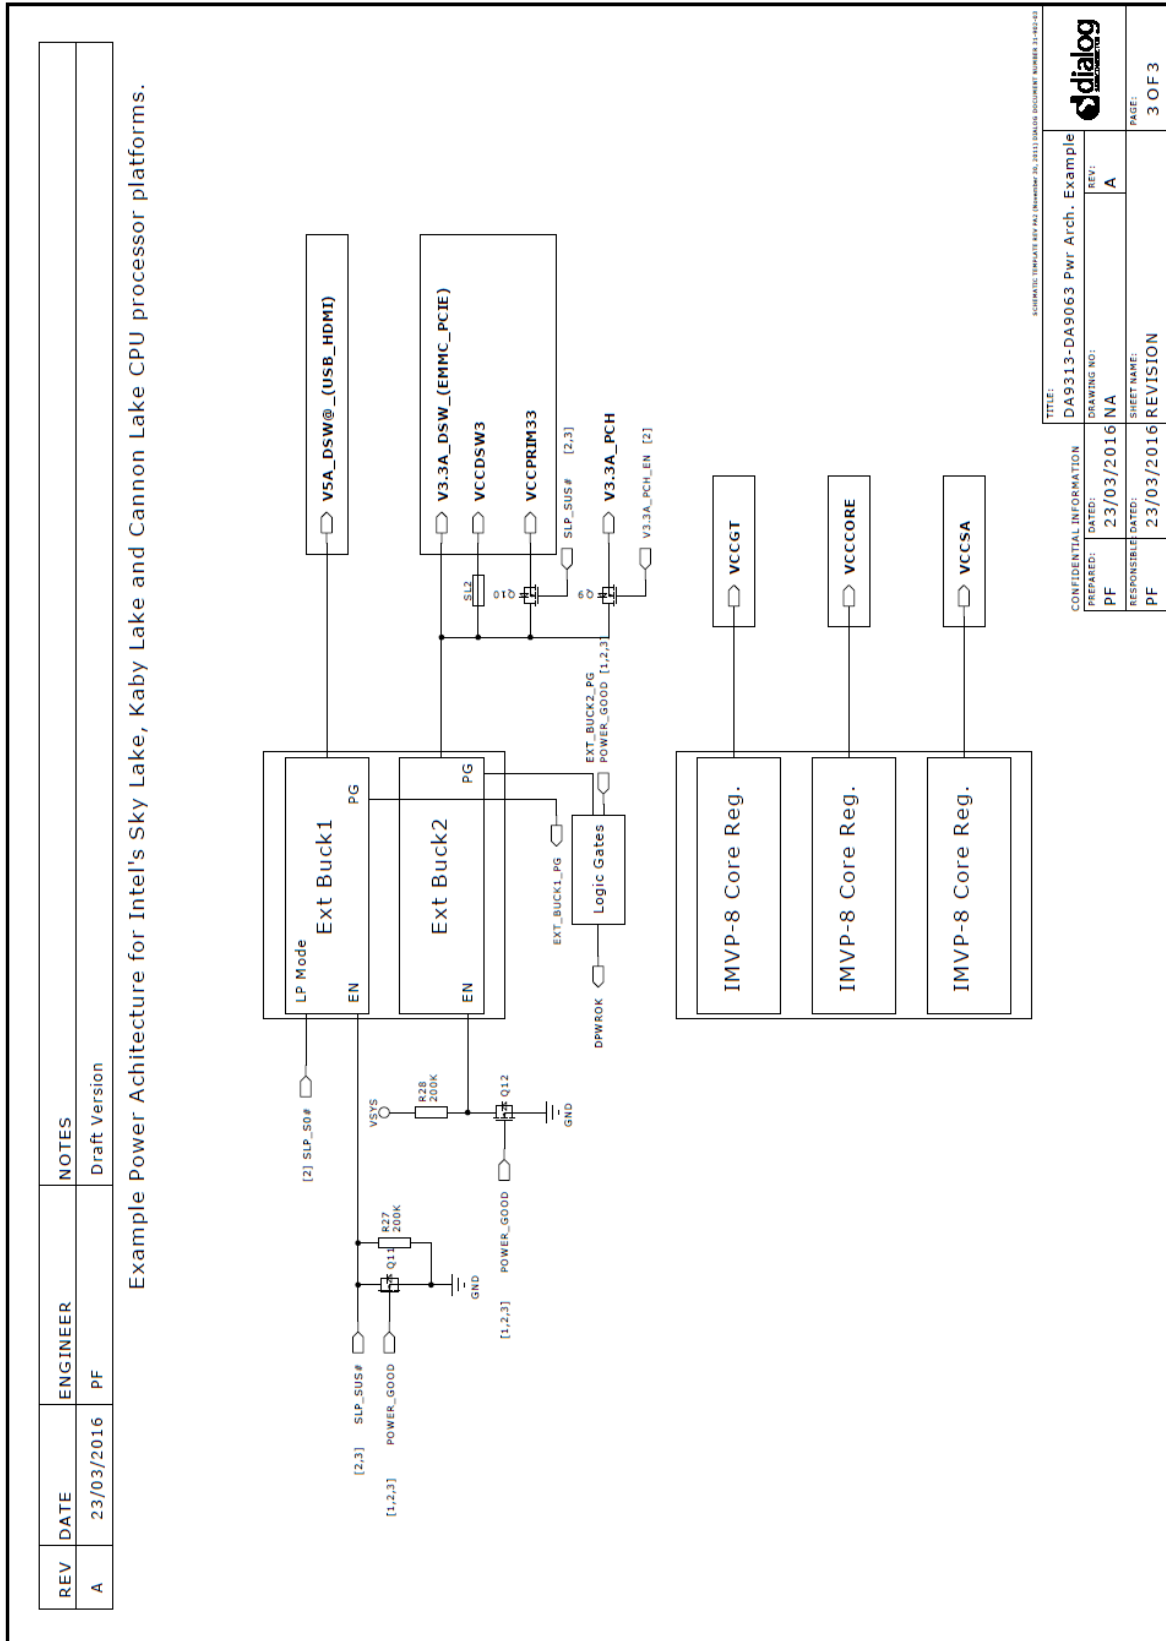 REV DATE ENGINEER NOTES
A 23/03/2016 PF Draft Version
Example Power Achitecture for Intel's Sky Lake, Kaby Lake and Cannon Lake CPU processor platforms.
[2] SLP_S0#
LP Mode
Ext Buck1
EN
PG
V5A_DSW@_(USB_HDMI)
[2,3] SLP_SUS#
[1,2,3] POWER_GOOD
Q11
R27
200K
GND
VSYS
R28
200K
Q12
GND
[1,2,3] POWER_GOOD
Ext Buck2
EN
PG
V3.3A_DSW_(EMMC_PCIE)
SL2
VCCDSW3
Q10
VCCPRIM33
SLP_SUS# [2,3]
Q9
V3.3A_PCH
V3.3A_PCH_EN [2]
EXT_BUCK1_PG
EXT_BUCK2_PG
POWER_GOOD [1,2,3]
Logic Gates
DPWROK
IMVP-8 Core Reg.
VCCGT
IMVP-8 Core Reg.
VCCCORE
IMVP-8 Core Reg.
VCCSA
CONFIDENTIAL INFORMATION
PREPARED:
PF
DATED:
23/03/2016
RESPONSIBLE:
PF
DATED:
23/03/2016
TITLE:
DA9313-DA9063 Pwr Arch. Example
DRAWING NO:
NA
REV:
A
SHEET NAME:
REVISION
PAGE:
3 OF 3
dialog
SEMICONDUCTOR